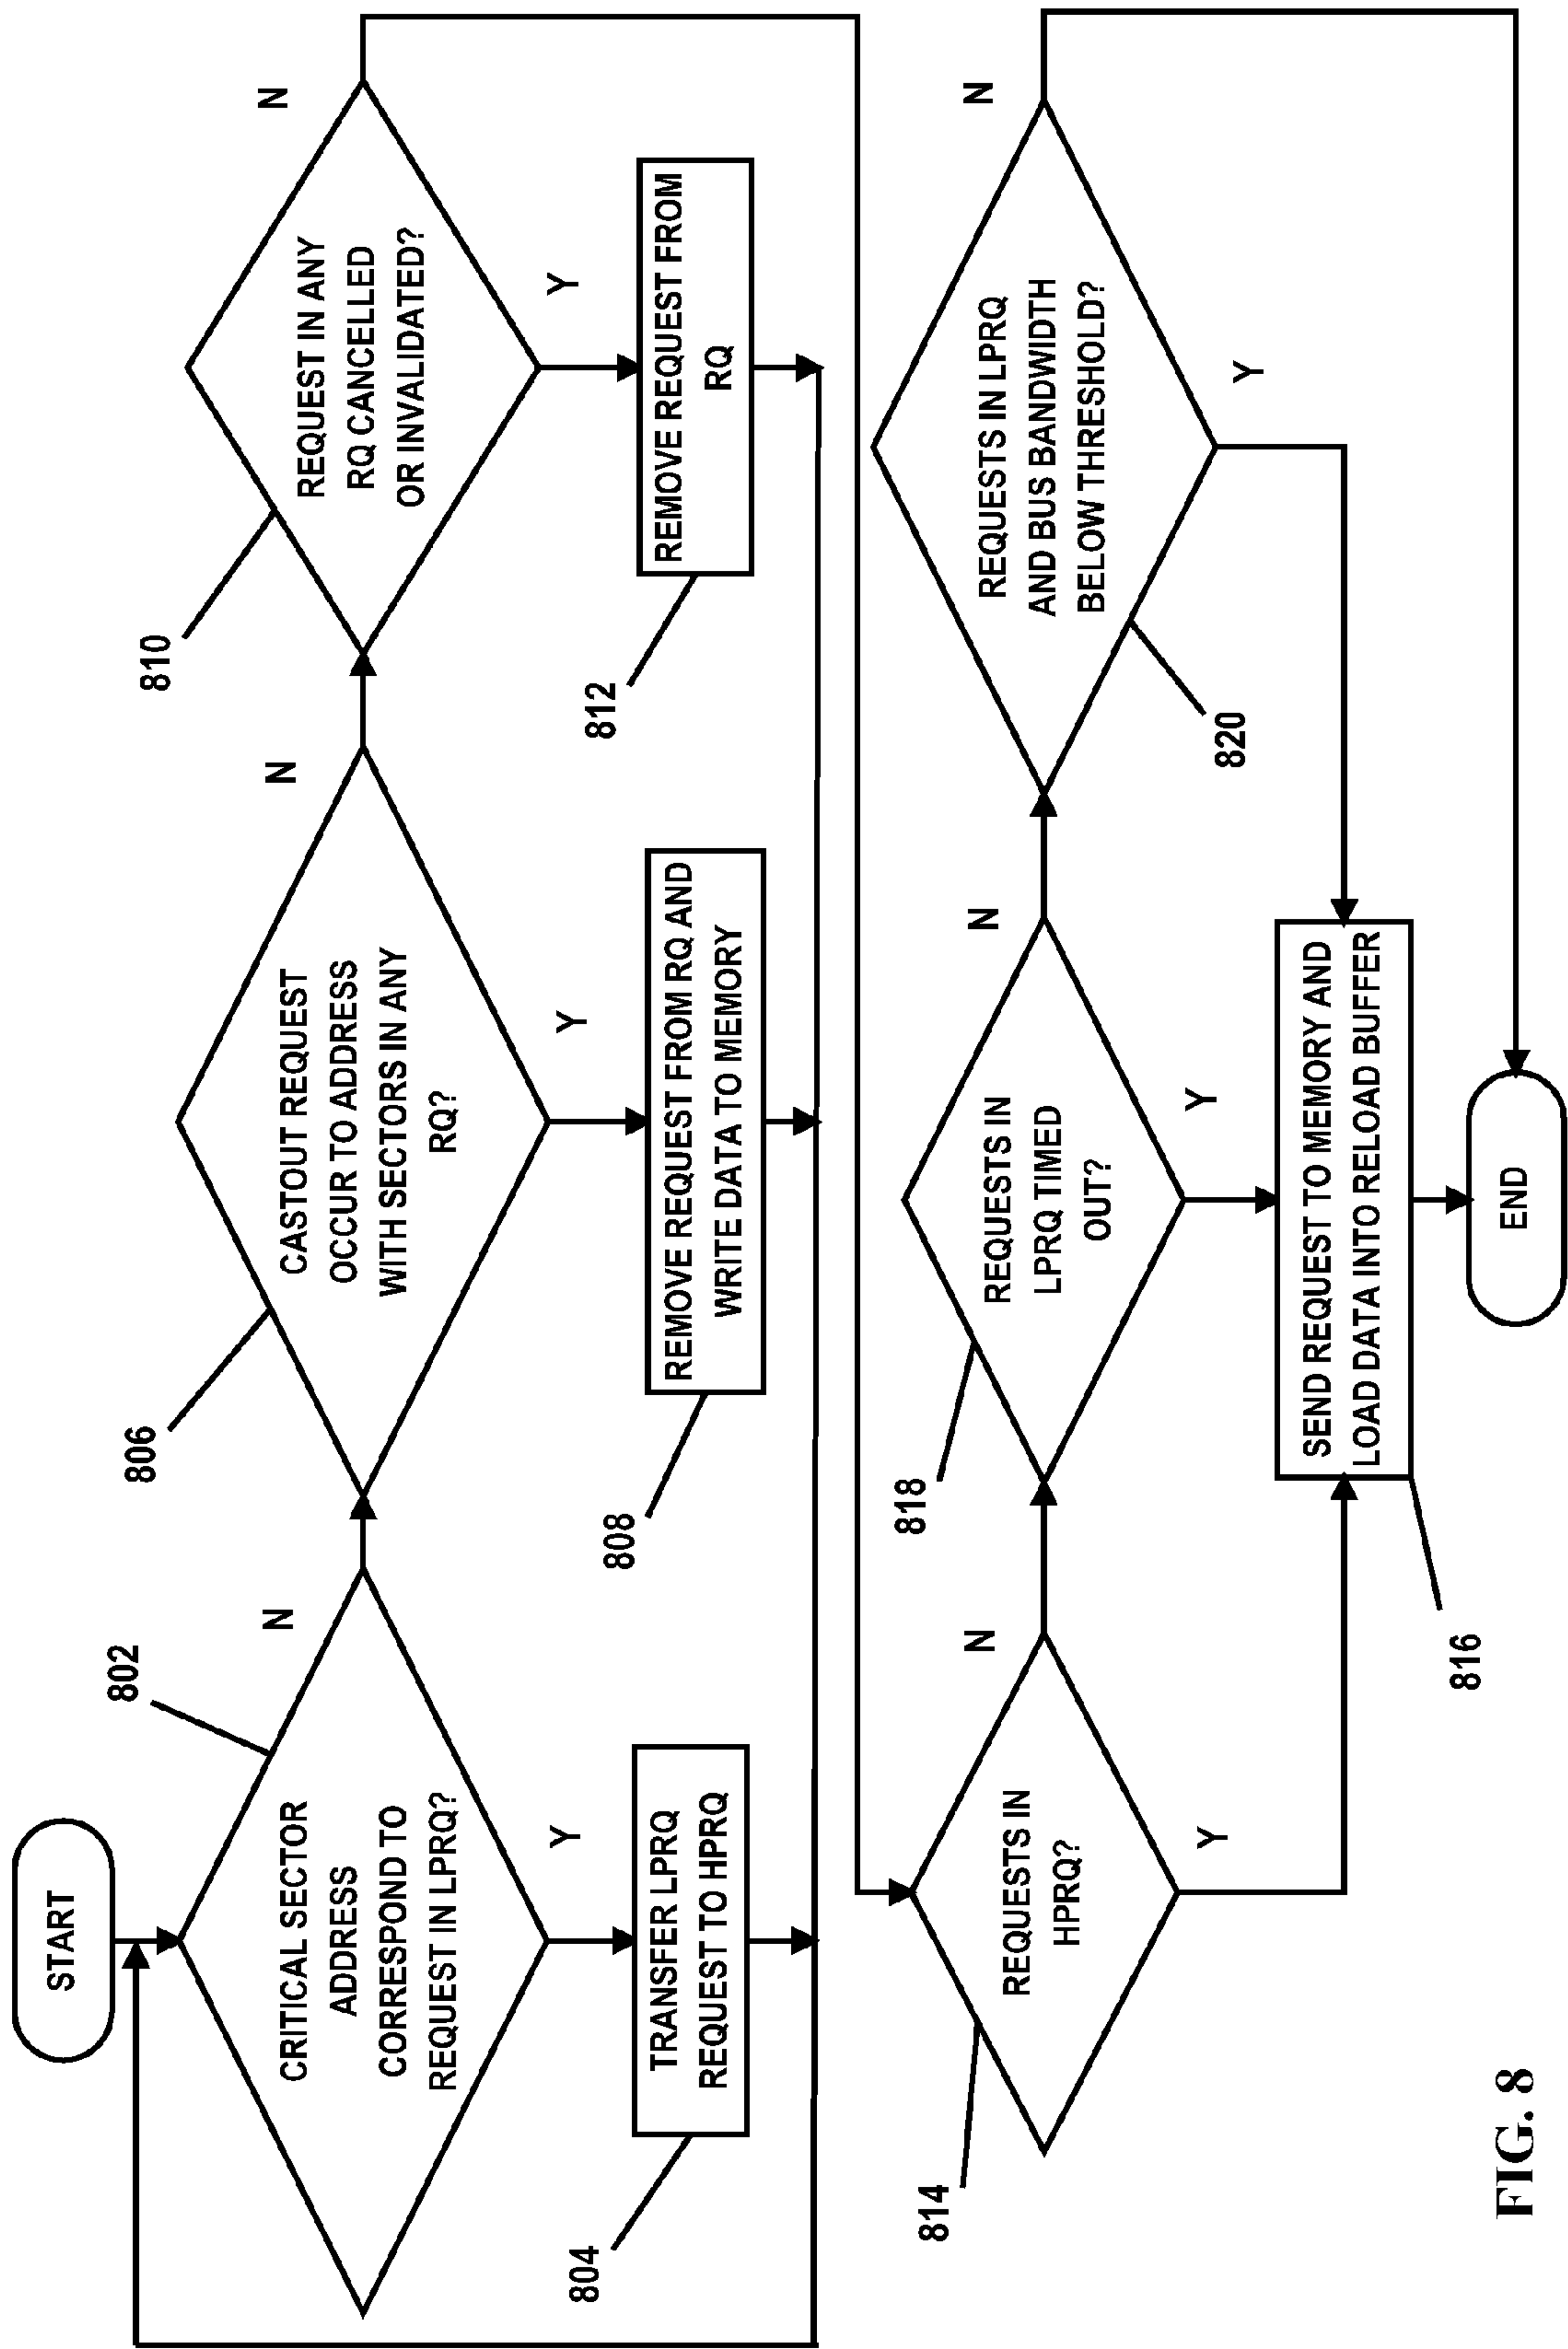 START
802
CRITICAL SECTOR
ADDRESS
CORRESPOND TO
REQUEST IN LPRQ?
N
Y
804
TRANSFER LPRQ
REQUEST TO HPRQ
806
CASTOUT REQUEST
OCCUR TO ADDRESS
WITH SECTORS IN ANY
RQ?
N
Y
808
REMOVE REQUEST FROM RQ AND
WRITE DATA TO MEMORY
810
REQUEST IN ANY
RQ CANCELLED
OR INVALIDATED?
N
Y
812
REMOVE REQUEST FROM
RQ
814
REQUESTS IN
HPRQ?
N
Y
818
REQUESTS IN
LPRQ TIMED
OUT?
N
Y
820
REQUESTS IN LPRQ
AND BUS BANDWIDTH
BELOW THRESHOLD?
N
Y
816
SEND REQUEST TO MEMORY AND
LOAD DATA INTO RELOAD BUFFER
END
FIG. 8